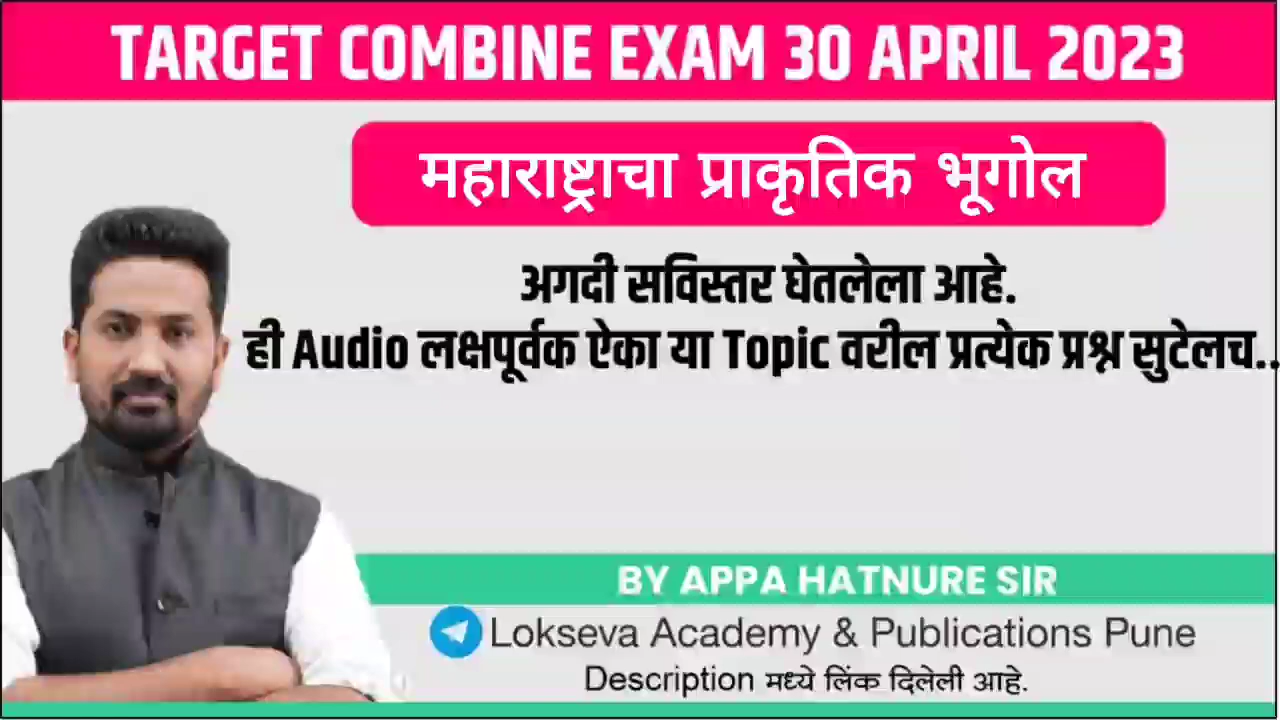 TARGET COMBINE EXAM 30 APRIL 2023
महाराष्ट्राचा प्राकृतिक भूगोल
अगदी सविस्तर घेतलेला आहे.
ही Audio लक्षपूर्वक ऐका या Topic वरील प्रत्येक प्रश्न सुटेलच..
BY APPA HATNURE SIR
Lokseva Academy & Publications Pune
Description मध्ये लिंक दिलेली आहे.